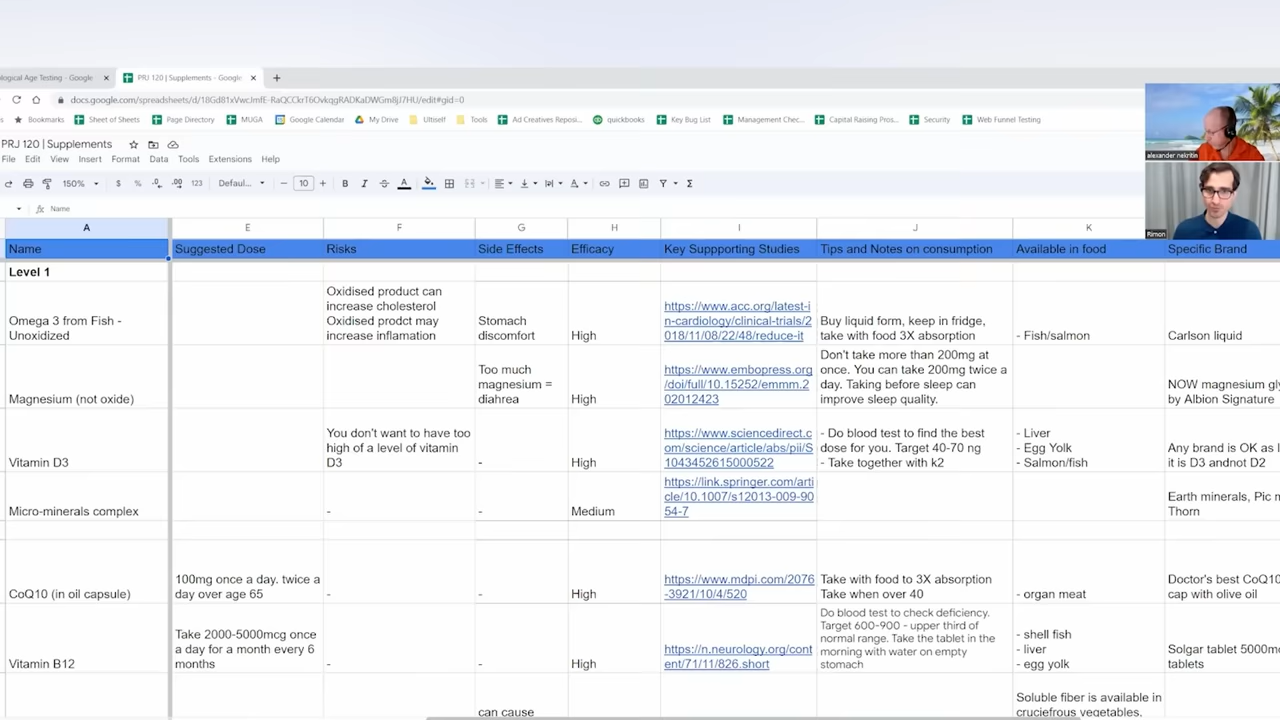 ological Age Testing - Google
PRJ 120 | Supplements - Google
docs.google.com/spreadsheets/d/
Bookmarks Sheet of Sheets Page Directory MUGA Google Calendar My Drive Ultiself Tools Ad Creatives Reposi... quickbooks Key Bug List Management Chec... Capital Raising Pros... Security Web Funnel Testing
PRJ 120 | Supplements
File Edit View Insert Format Data Tools Extensions Help
150% $ % .0 .00 123 Defaul... 10 B I A
fx Name
alexander nekritin
Rimon
A E F G H I J K
Name Suggested Dose Risks Side Effects Efficacy Key Suppporting Studies Tips and Notes on consumption Available in food Specific Brand
Level 1
Omega 3 from Fish -
Unoxidized
Oxidised product can
increase cholesterol
Oxidised prodct may
increase inflamation
Stomach
discomfort
High
https://www.acc.org/latest-i
n-cardiology/clinical-trials/2
018/11/08/22/48/reduce-it
Buy liquid form, keep in fridge,
take with food 3X absorption
- Fish/salmon
Carlson liquid
Magnesium (not oxide)
Too much
magnesium =
diahrea
High
https://www.embopress.org
/doi/full/10.15252/emmm.2
02012423
Don't take more than 200mg at
once. You can take 200mg twice a
day. Taking before sleep can
improve sleep quality.
NOW magnesium gly
by Albion Signature
Vitamin D3
You don't want to have too
high of a level of vitamin
D3
-
High
https://www.sciencedirect.c
om/science/article/abs/pii/S
1043452615000522
- Do blood test to find the best
dose for you. Target 40-70 ng
- Take together with k2
- Liver
- Egg Yolk
- Salmon/fish
Any brand is OK as l
it is D3 andnot D2
Micro-minerals complex
-
-
Medium
https://link.springer.com/arti
cle/10.1007/s12013-009-90
54-7
Earth minerals, Pic m
Thorn
CoQ10 (in oil capsule)
100mg once a day. twice a
day over age 65
-
-
High
https://www.mdpi.com/2076
-3921/10/4/520
Take with food to 3X absorption
Take when over 40
- organ meat
Doctor's best CoQ10
cap with olive oil
Vitamin B12
Take 2000-5000mcg once
a day for a month every 6
months
-
-
High
https://n.neurology.org/cont
ent/71/11/826.short
Do blood test to check deficiency.
Target 600-900 - upper third of
normal range. Take the tablet in the
morning with water on empty
stomach
- shell fish
- liver
- egg yolk
Solgar tablet 5000m
tablets
can cause
Soluble fiber is available in
cruciefrous vegetables.